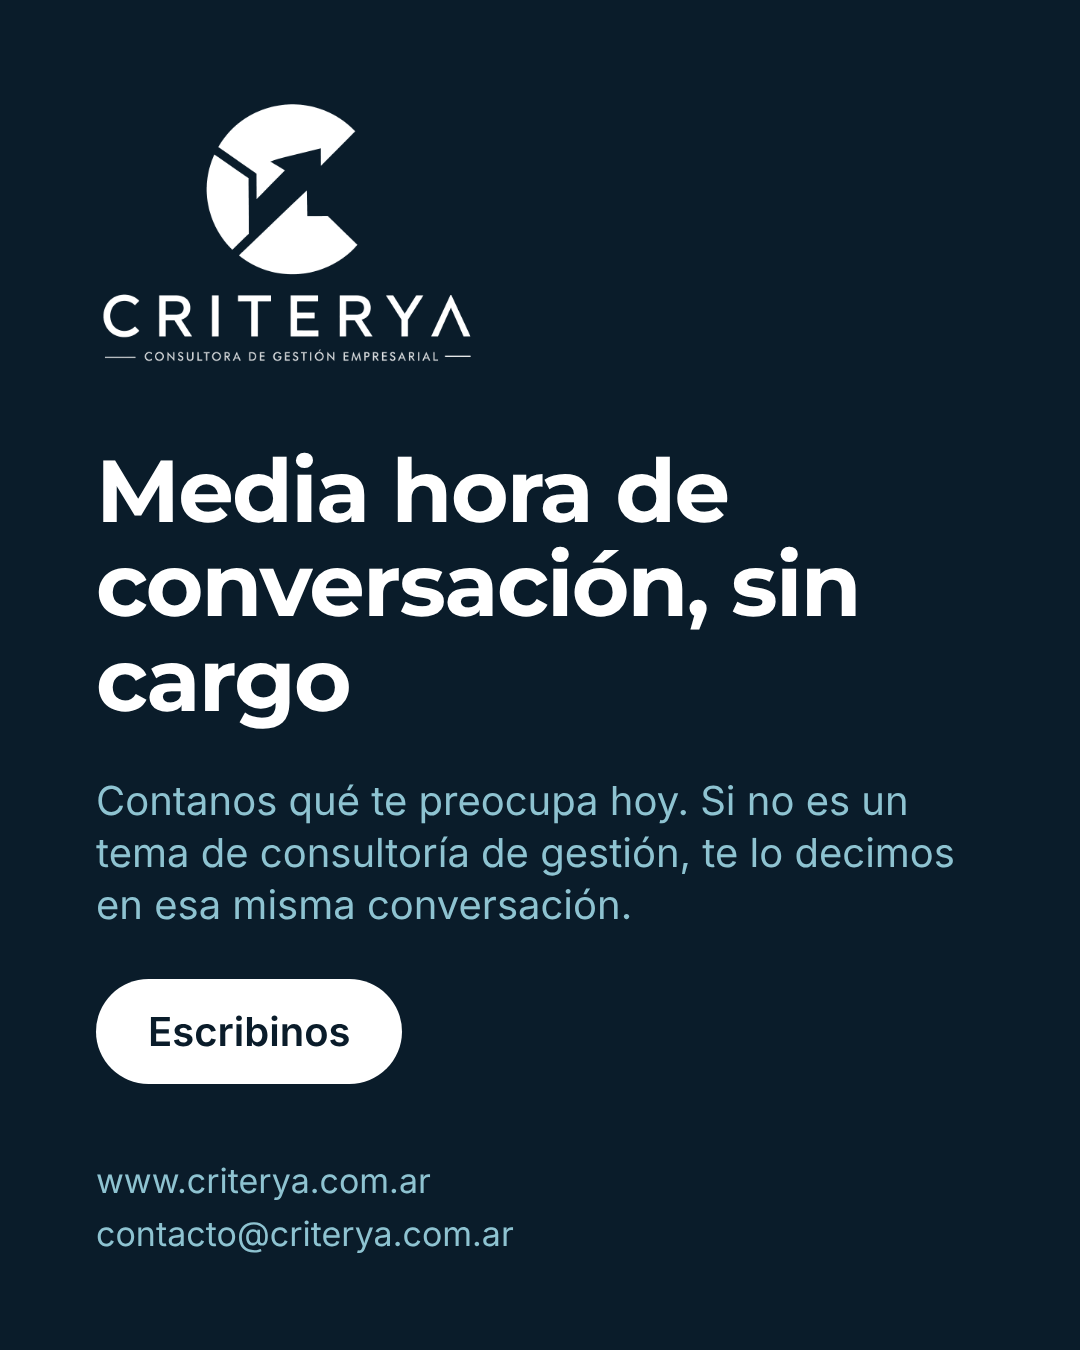 CRITERYA
CONSULTORA DE GESTIÓN EMPRESARIAL
Media hora de
conversación, sin
cargo
Contanos qué te preocupa hoy. Si no es un
tema de consultoría de gestión, te lo decimos
en esa misma conversación.
Escribinos
www.criterya.com.ar
contacto@criterya.com.ar